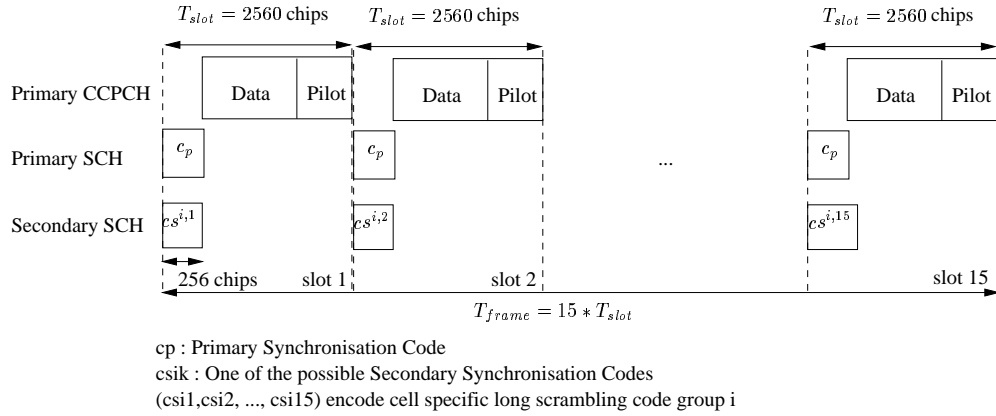 T_slot = 2560 chips T_slot = 2560 chips T_slot = 2560 chips
Primary CCPCH Data Pilot Data Pilot Data Pilot
Primary SCH c_p c_p ... c_p
Secondary SCH cs^i,1 cs^i,2 cs^i,15
256 chips slot 1 slot 2 slot 15
T_frame = 15 * T_slot
cp : Primary Synchronisation Code
csik : One of the possible Secondary Synchronisation Codes
(csi1,csi2, ..., csi15) encode cell specific long scrambling code group i